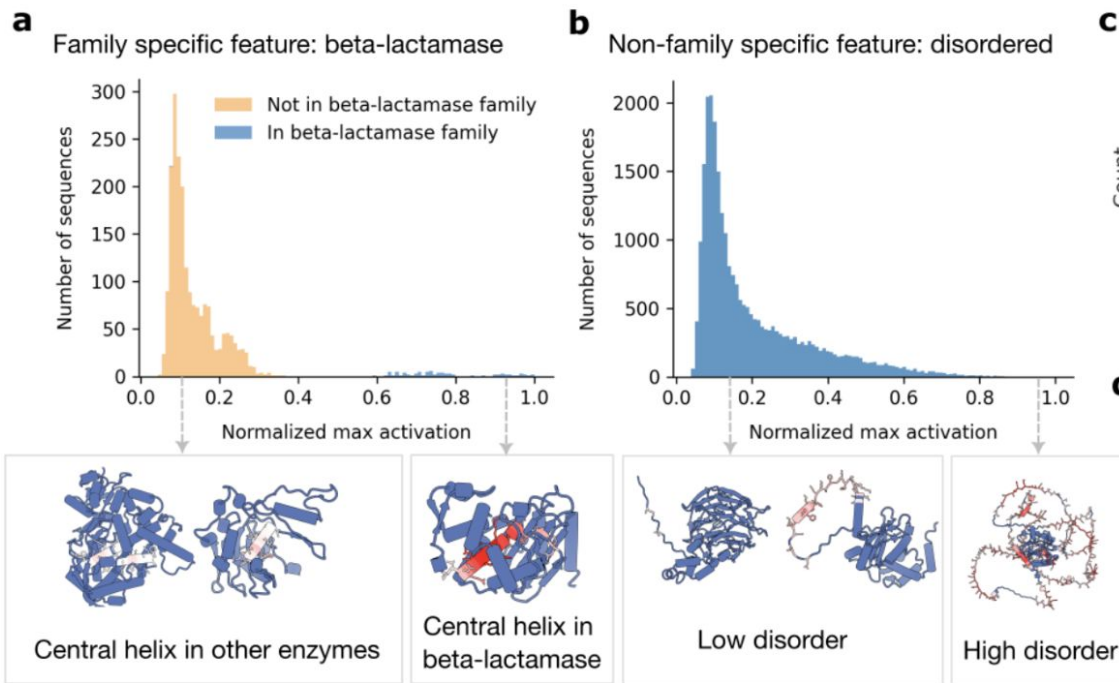 a
Family specific feature: beta-lactamase
Number of sequences
300
250
200
150
100
50
0
Not in beta-lactamase family
In beta-lactamase family
0.0 0.2 0.4 0.6 0.8 1.0
Normalized max activation
Central helix in other enzymes
Central helix in
beta-lactamase
b
Non-family specific feature: disordered
Number of sequences
2000
1500
1000
500
0
0.0 0.2 0.4 0.6 0.8 1.0
Normalized max activation
Low disorder
High disorder
c